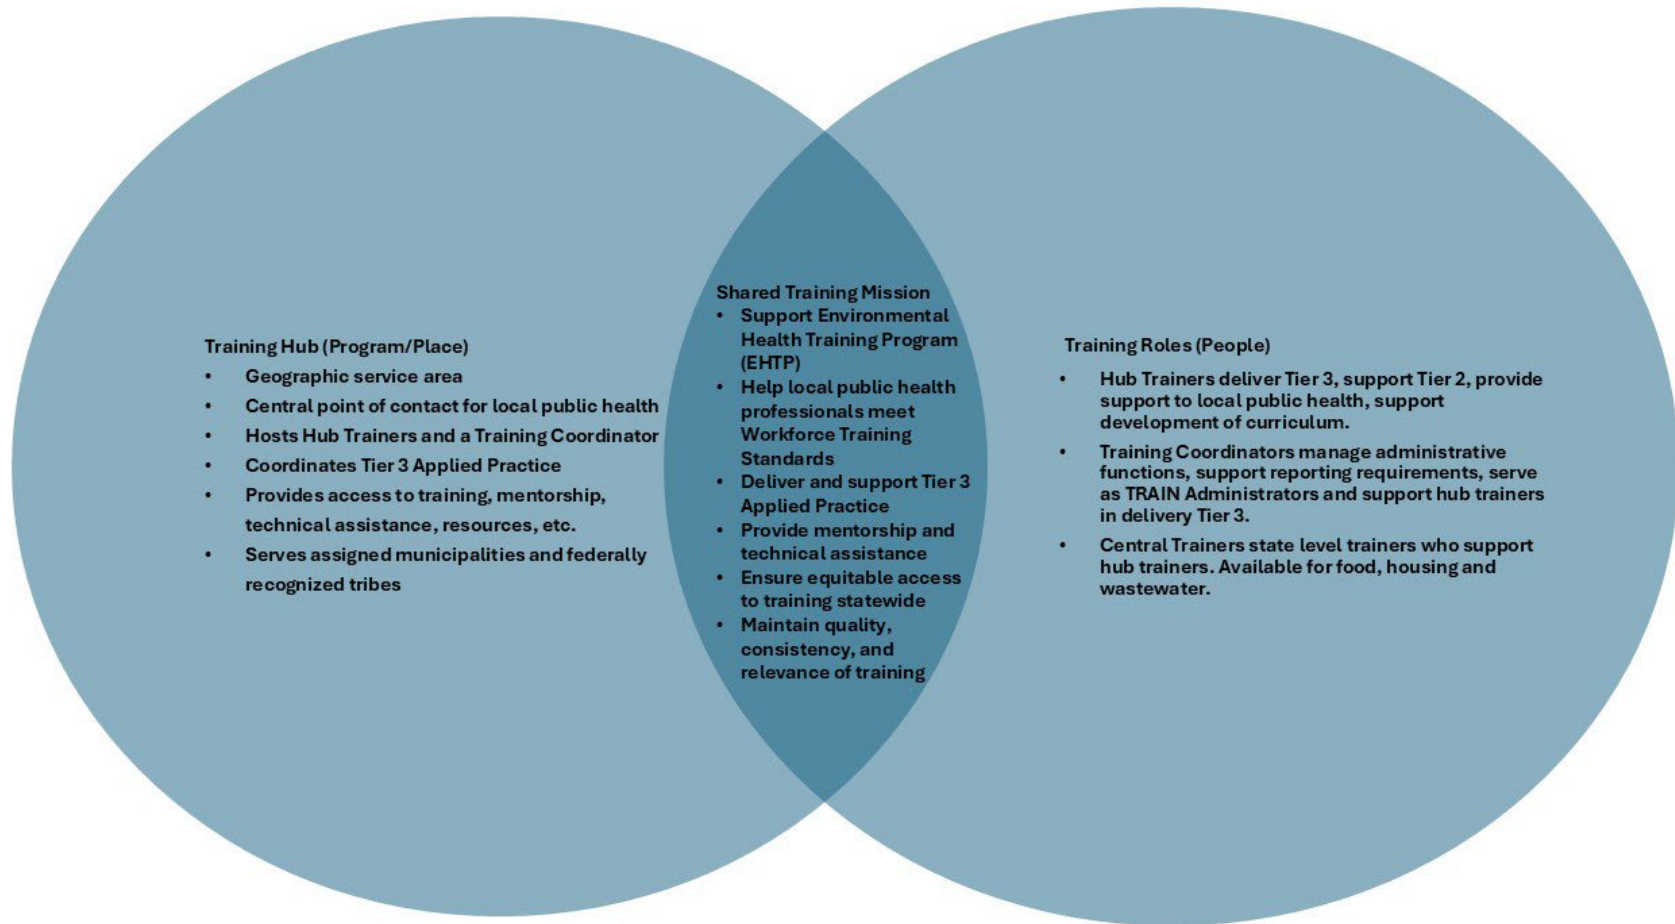 Training Hub (Program/Place)
• Geographic service area
• Central point of contact for local public health
• Hosts Hub Trainers and a Training Coordinator
• Coordinates Tier 3 Applied Practice
• Provides access to training, mentorship,
technical assistance, resources, etc.
• Serves assigned municipalities and federally
recognized tribes
Shared Training Mission
• Support Environmental
Health Training Program
(EHTP)
• Help local public health
professionals meet
Workforce Training
Standards
• Deliver and support Tier 3
Applied Practice
• Provide mentorship and
technical assistance
• Ensure equitable access
to training statewide
• Maintain quality,
consistency, and
relevance of training
Training Roles (People)
• Hub Trainers deliver Tier 3, support Tier 2, provide
support to local public health, support
development of curriculum.
• Training Coordinators manage administrative
functions, support reporting requirements, serve
as TRAIN Administrators and support hub trainers
in delivery Tier 3.
• Central Trainers state level trainers who support
hub trainers. Available for food, housing and
wastewater.